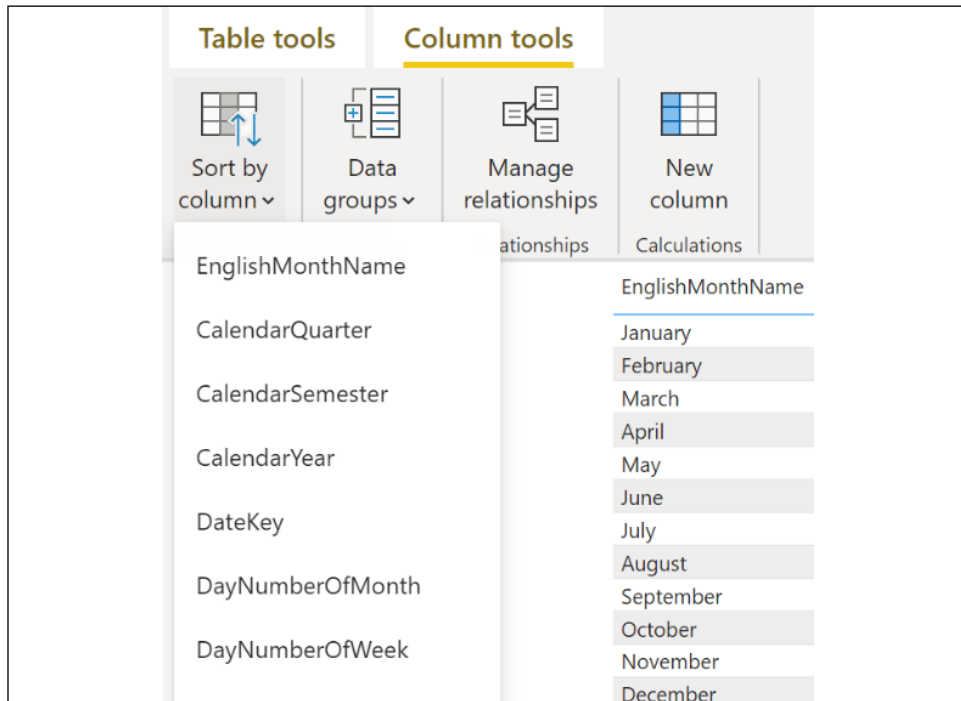 Table tools
Column tools
Sort by
column
Data
groups
Manage
relationships
New
column
ationships
Calculations
EnglishMonthName
CalendarQuarter
CalendarSemester
CalendarYear
DateKey
DayNumberOfMonth
DayNumberOfWeek
EnglishMonthName
January
February
March
April
May
June
July
August
September
October
November
December